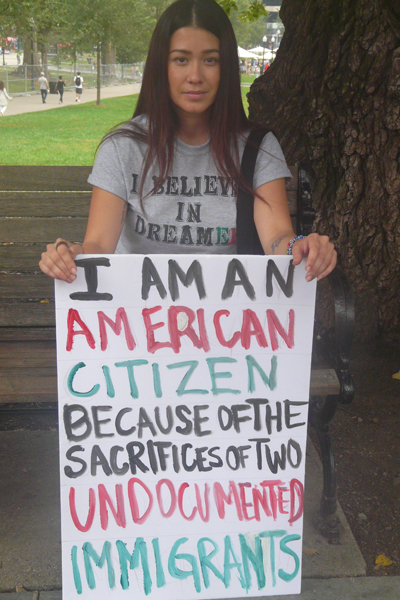 I BELIEVE
IN
DREAMERS
I AM AN
AMERICAN
CITIZEN
BECAUSE OF THE
SACRIFICES OF TWO
UNDOCUMENTED
IMMIGRANTS